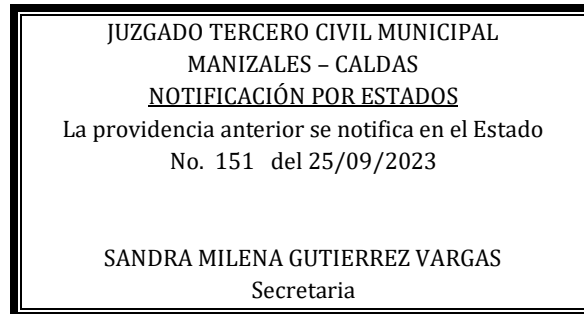 JUZGADO TERCERO CIVIL MUNICIPAL
MANIZALES – CALDAS
NOTIFICACIÓN POR ESTADOS
La providencia anterior se notifica en el Estado
No. 151 del 25/09/2023
SANDRA MILENA GUTIERREZ VARGAS
Secretaria